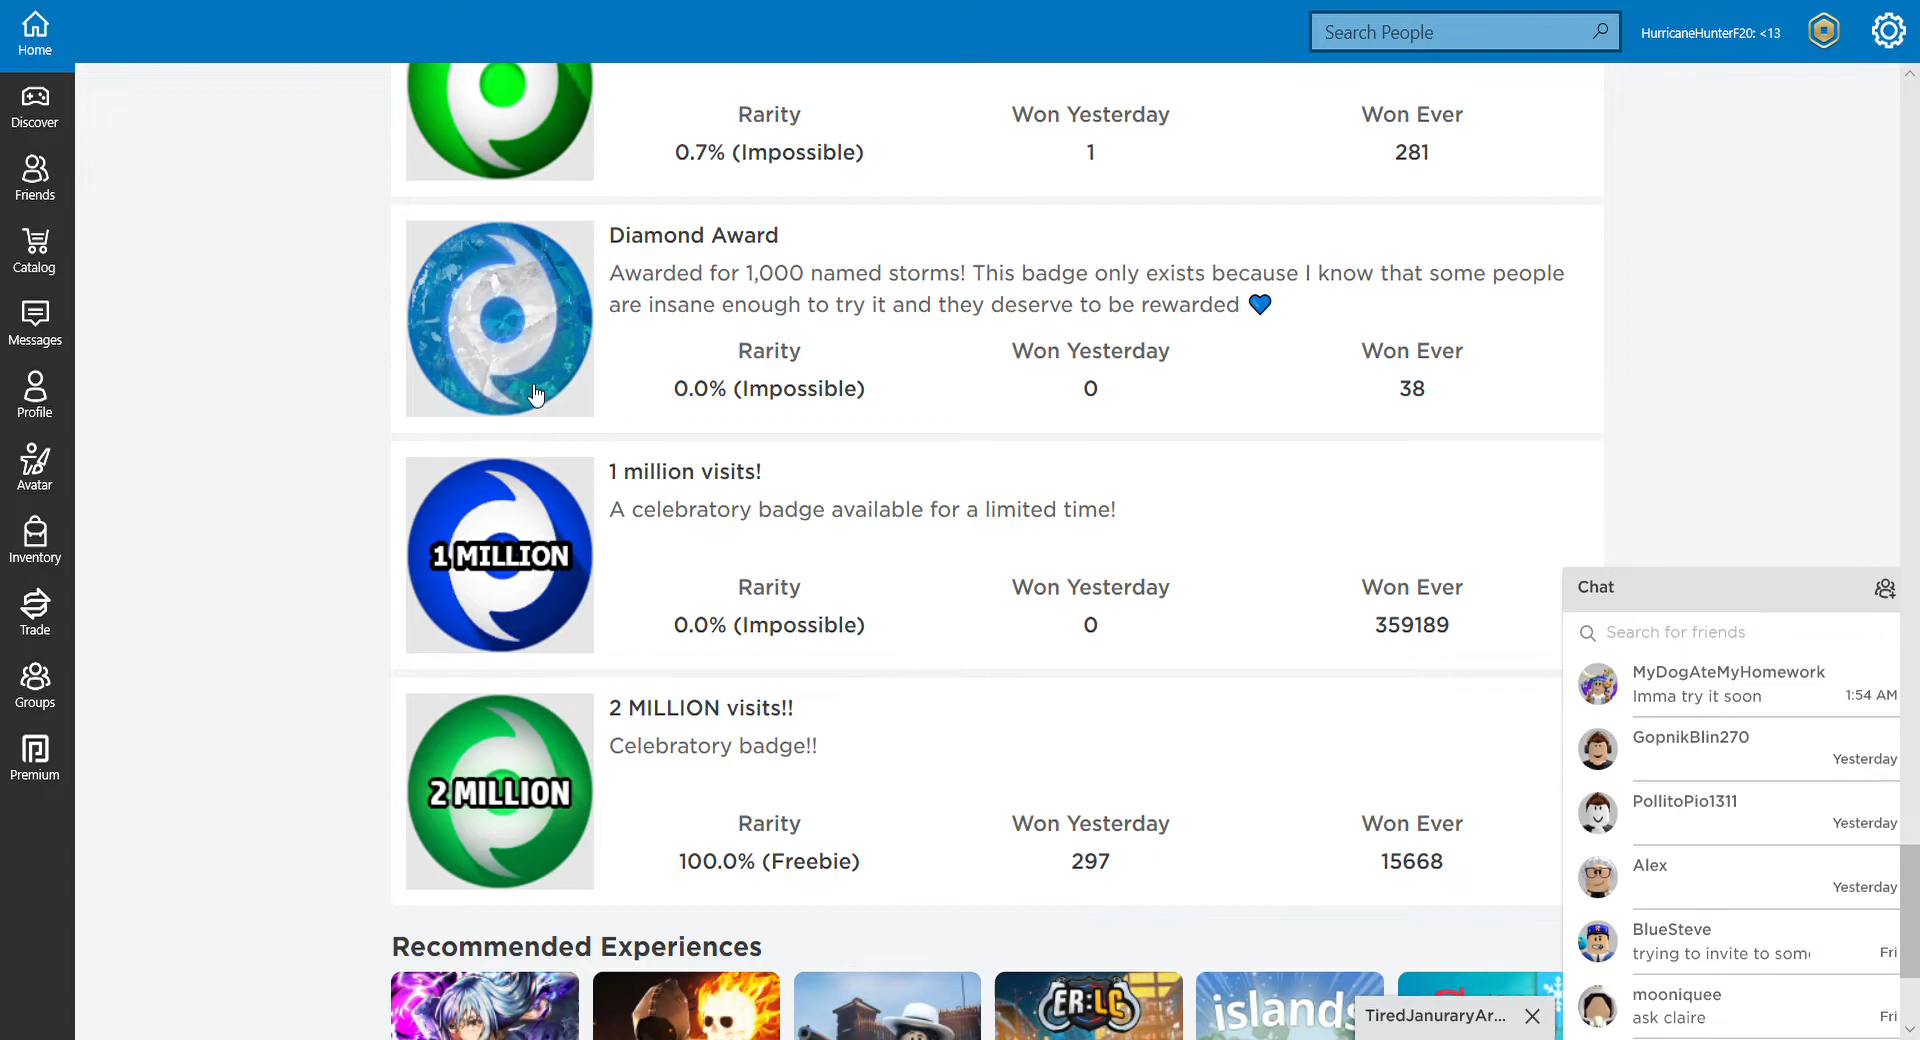 Home
Search People
HurricaneHunterF20: <13
Discover
Friends
Catalog
Messages
Profile
Avatar
Inventory
Trade
Groups
Premium
Rarity Won Yesterday Won Ever
0.7% (Impossible) 1 281
Diamond Award
Awarded for 1,000 named storms! This badge only exists because I know that some people
are insane enough to try it and they deserve to be rewarded 💙
Rarity Won Yesterday Won Ever
0.0% (Impossible) 0 38
1 MILLION
1 million visits!
A celebratory badge available for a limited time!
Rarity Won Yesterday Won Ever
0.0% (Impossible) 0 359189
2 MILLION
2 MILLION visits!!
Celebratory badge!!
Rarity Won Yesterday Won Ever
100.0% (Freebie) 297 15668
Recommended Experiences
ER:LC
islands
TiredJanuraryAr...
Chat
Search for friends
MyDogAteMyHomework
Imma try it soon 1:54 AM
GopnikBlin270
Yesterday
PollitoPio1311
Yesterday
Alex
Yesterday
BlueSteve
trying to invite to som Fri
mooniquee
ask claire Fri